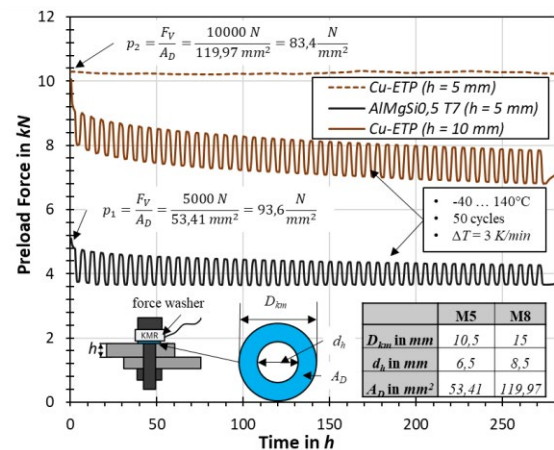 12
10
8
6
4
2
0
Preload Force in kN
p₂ = F_V / A_D = 10000 N / 119,97 mm² = 83,4 N / mm²
Cu-ETP (h = 5 mm)
AlMgSi0,5 T7 (h = 5 mm)
Cu-ETP (h = 10 mm)
p₁ = F_V / A_D = 5000 N / 53,41 mm² = 93,6 N / mm²
• -40 … 140°C
• 50 cycles
• ΔT = 3 K/min
force washer
KMR
h
D_km
d_h
A_D
M5 M8
D_km in mm 10,5 15
d_h in mm 6,5 8,5
A_D in mm² 53,41 119,97
0 50 100 150 200 250
Time in h